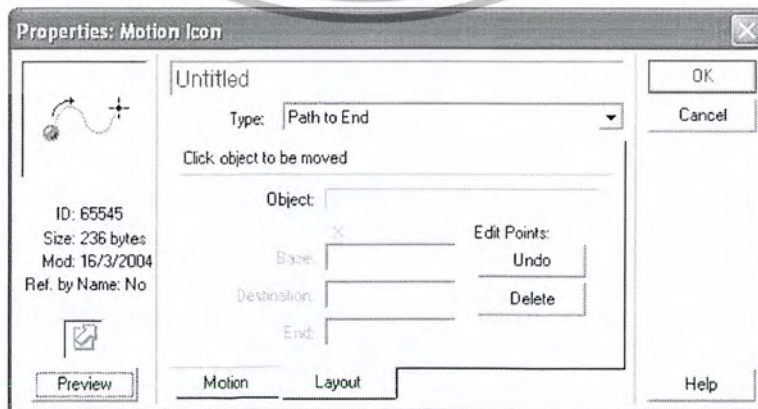 Properties: Motion Icon
Untitled
OK
Type: Path to End
Cancel
Click object to be moved
Object:
ID: 65545
Size: 236 bytes
Mod: 16/3/2004
Ref. by Name: No
X
Edit Points:
Base:
Undo
Destination:
Delete
End:
Preview
Motion
Layout
Help